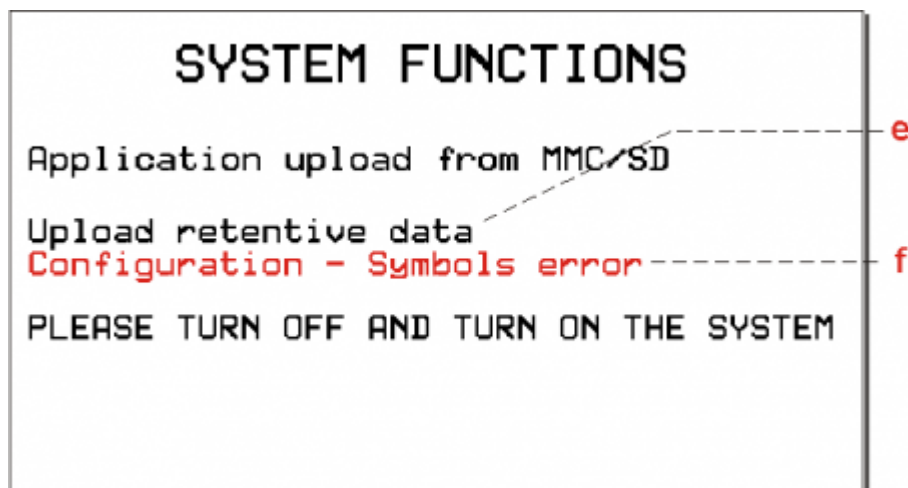 SYSTEM FUNCTIONS
e
Application upload from MMC/SD
Upload retentive data
Configuration - Symbols error
f
PLEASE TURN OFF AND TURN ON THE SYSTEM